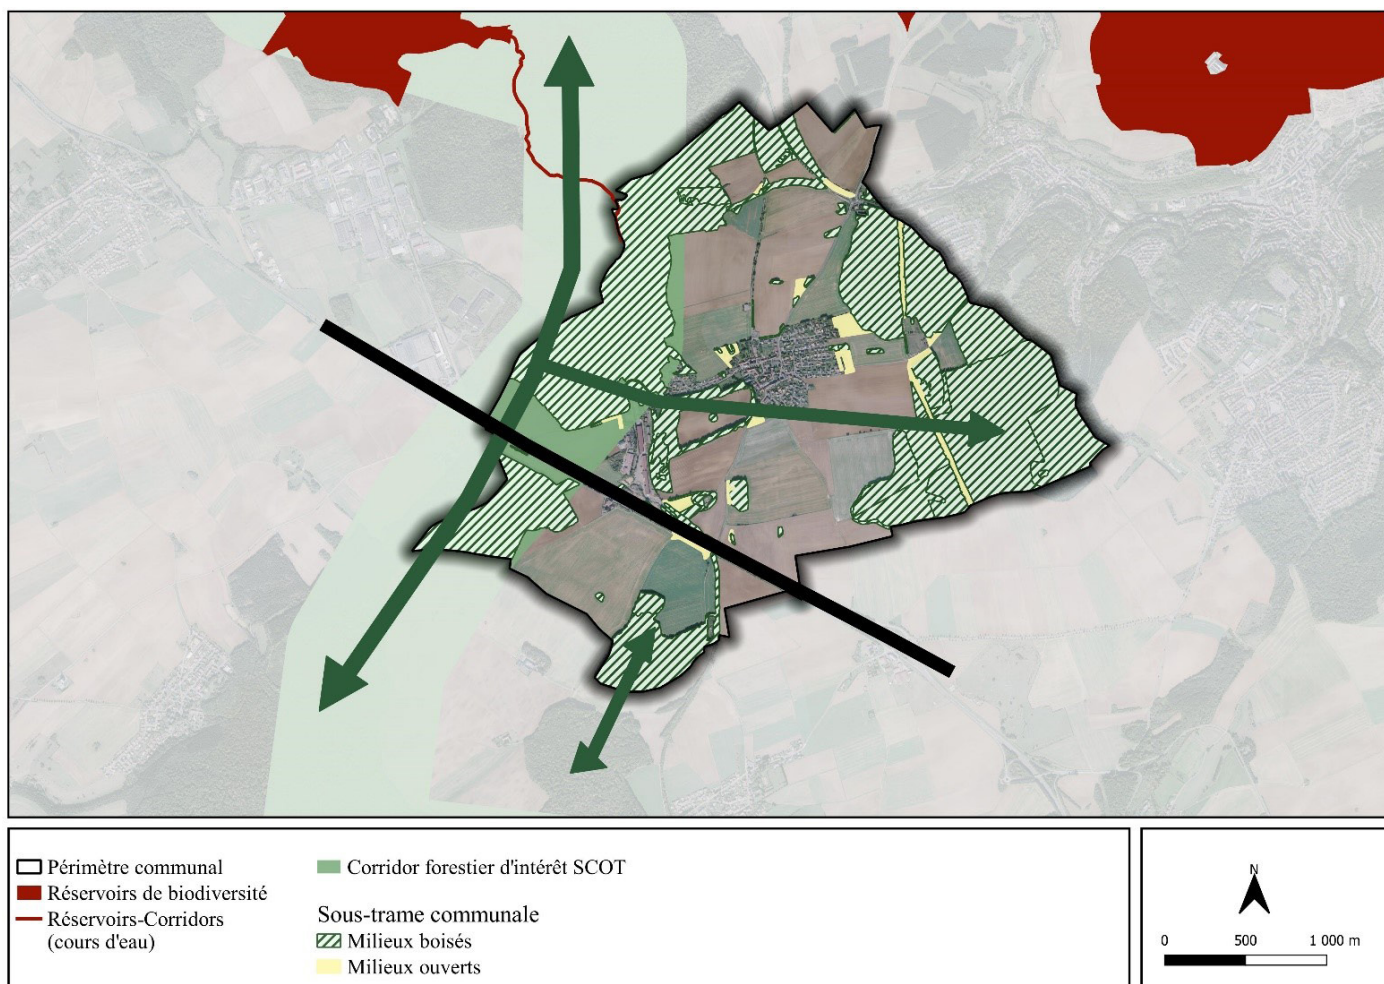 Périmètre communal
Réservoirs de biodiversité
Réservoirs-Corridors
(cours d'eau)
Corridor forestier d'intérêt SCOT
Sous-trame communale
Milieux boisés
Milieux ouverts
N
0 500 1 000 m